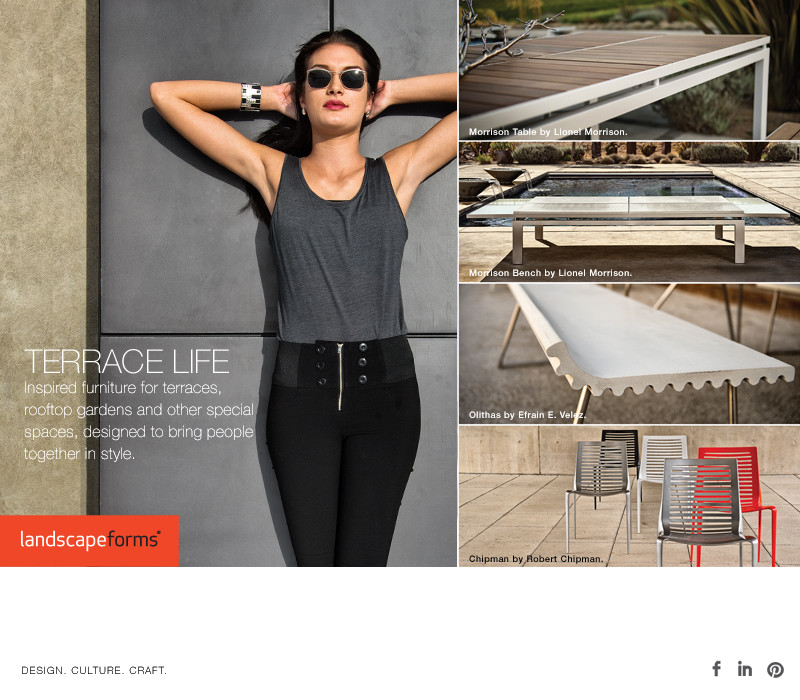 TERRACE LIFE
Inspired furniture for terraces,
rooftop gardens and other special
spaces, designed to bring people
together in style.
landscapeforms®
Morrison Table by Lionel Morrison.
Morrison Bench by Lionel Morrison.
Olithas by Efrain E. Velez.
Chipman by Robert Chipman.
DESIGN. CULTURE. CRAFT.
f in